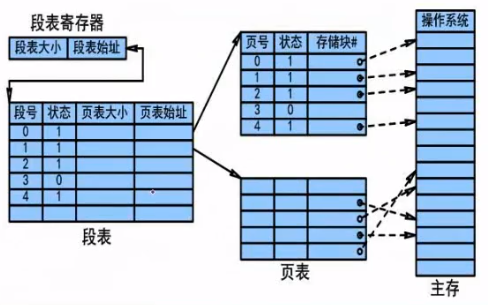 段表寄存器
段表大小 段表始址
段号 状态 页表大小 页表始址
0 1
1 1
2 1
3 0
4 1
段表
页号 状态 存储块#
0 1
1 1
2 1
3 0
4 1
页表
操作系统
主存